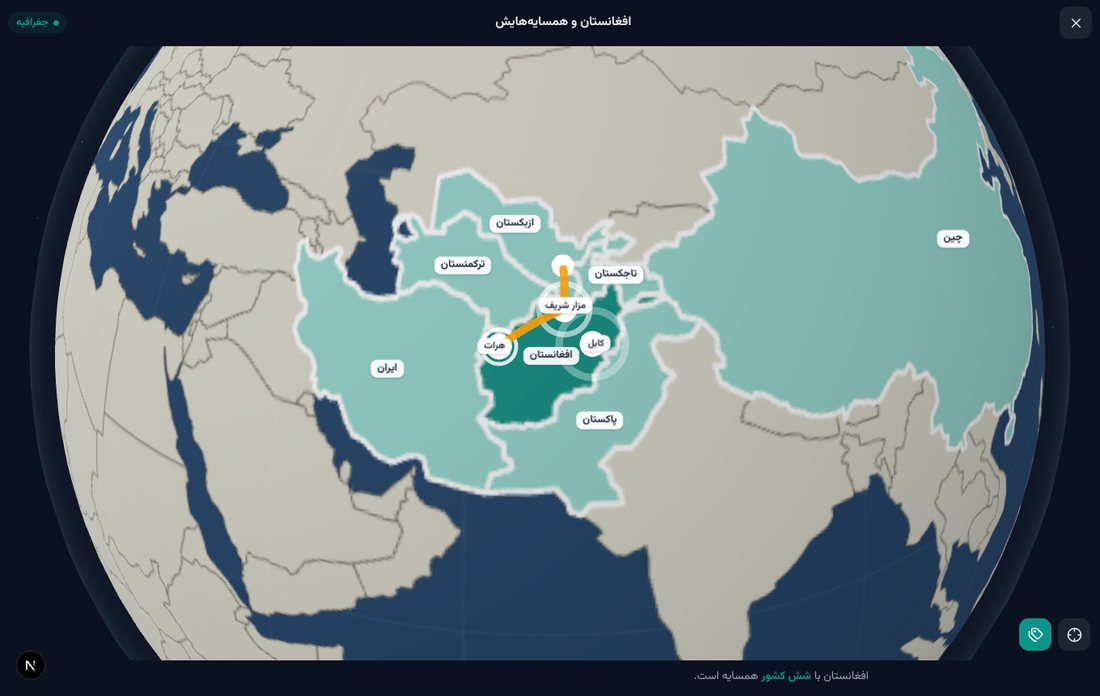 افغانستان و همسایه‌هایش
جغرافیه
ازبکستان
چین
ترکمنستان
تاجکستان
مزار شریف
هرات
کابل
افغانستان
ایران
پاکستان
N
افغانستان با شش کشور همسایه است.